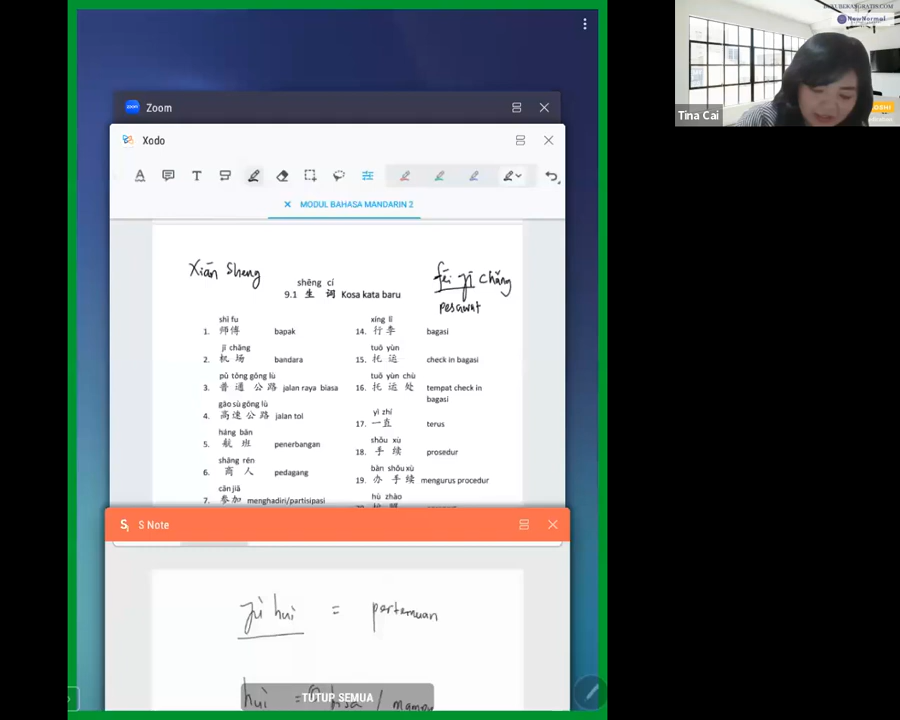 NewNormal
OSHI
Tina Cai
Zoom
Xodo
MODUL BAHASA MANDARIN 2
Xiān Sheng
fēi jī chǎng
pesawat
shēng cí
9.1 生 词 Kosa kata baru
shī fu
1. 师傅 bapak
jī chǎng
2. 机 场 bandara
pǔ tōng gōng lù
3. 普 通 公 路 jalan raya biasa
gāo sù gōng lù
4. 高速 公 路 jalan tol
háng bān
5. 航 班 penerbangan
shāng rén
6. 商 人 pedagang
cān jiā
7. 参加 menghadiri/partisipasi
xíng lǐ
14. 行 李 bagasi
tuō yùn
15. 托 运 check in bagasi
tuō yùn chù
16. 托 运 处 tempat check in
bagasi
yì zhí
17. 一直 terus
shǒu xù
18. 手 续 prosedur
bàn shǒu xù
19. 办 手 续 mengurus procedur
hù zhào
S Note
jù hui = pertemuan
hui = bisa /
TUTUP SEMUA